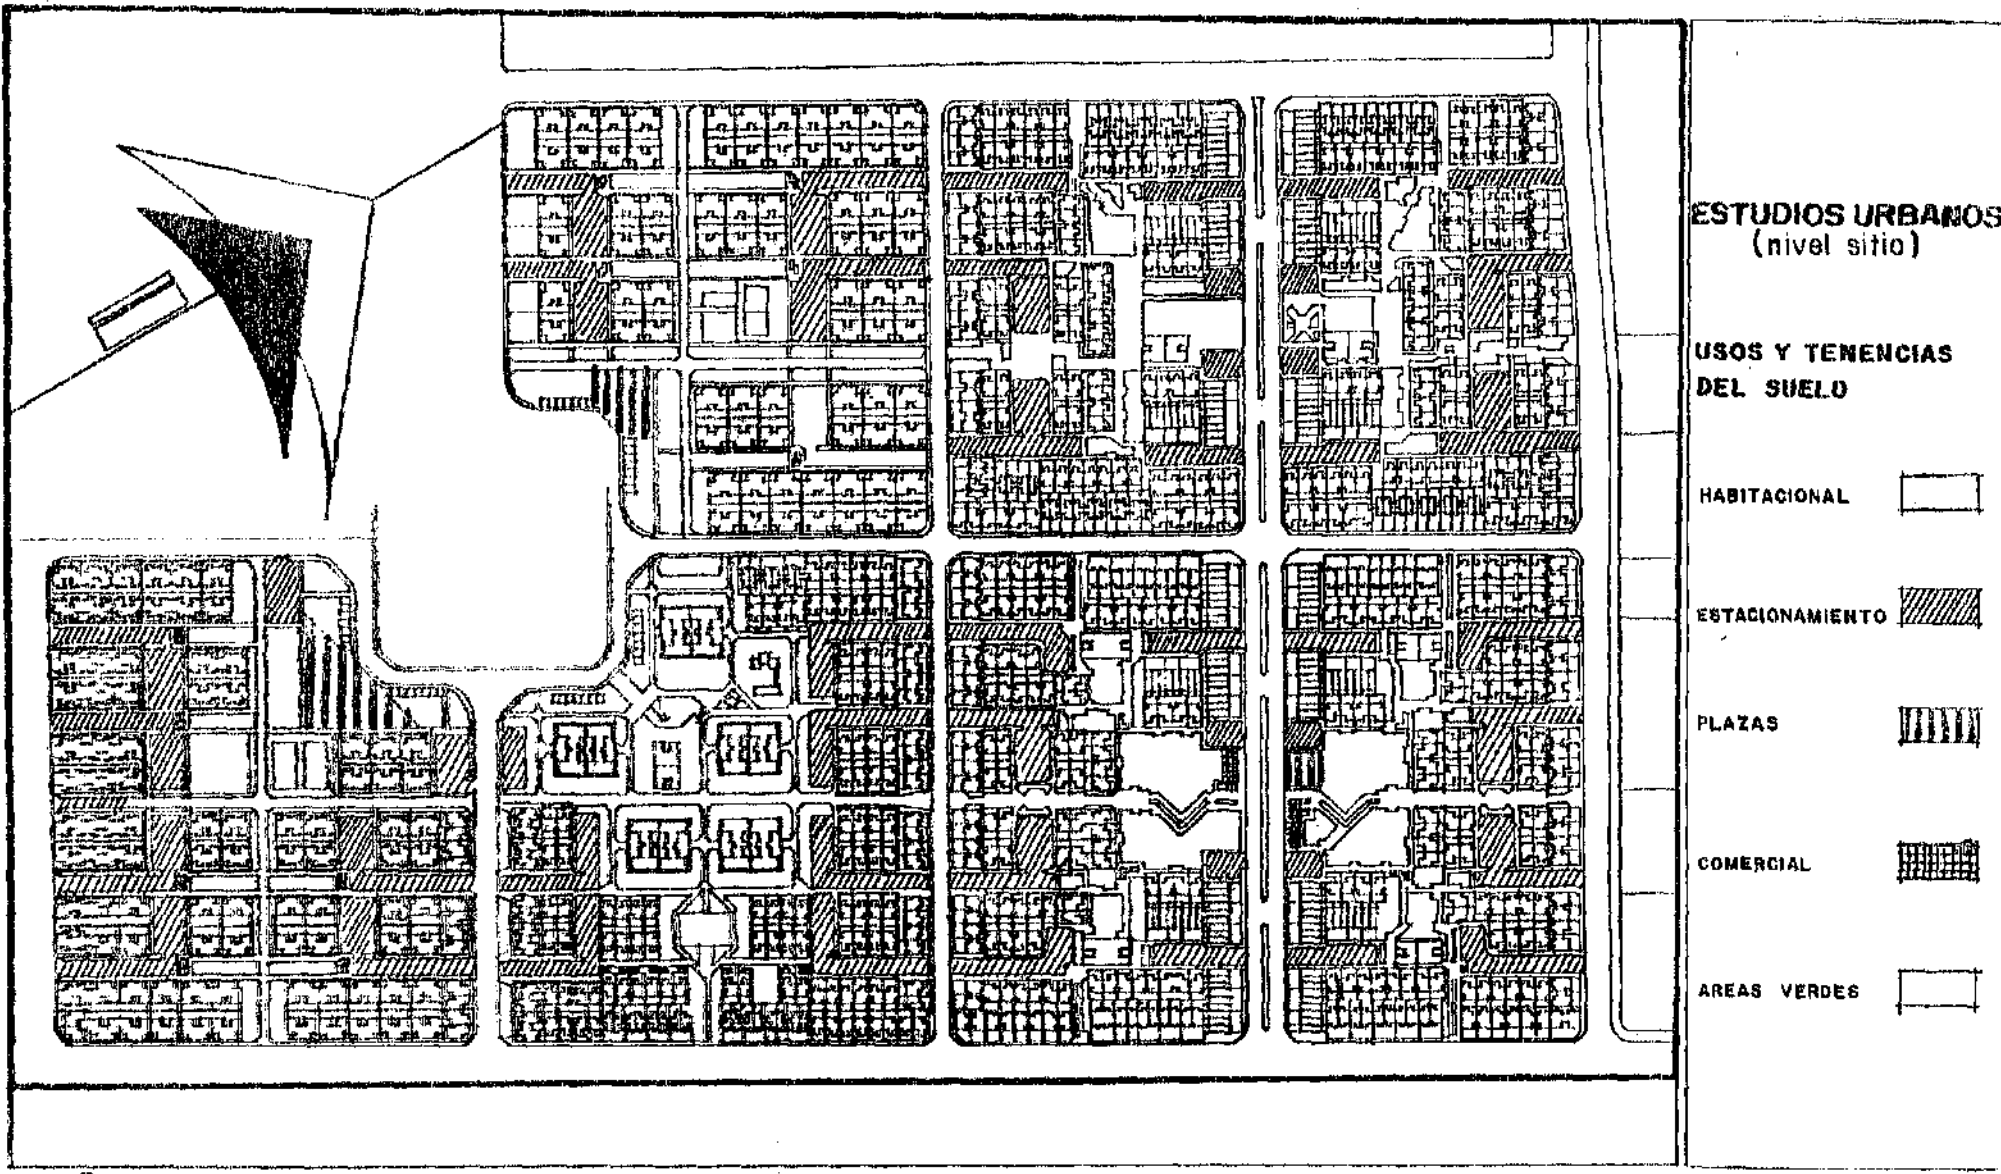 ESTUDIOS URBANOS
(nivel sitio)
USOS Y TENENCIAS
DEL SUELO
HABITACIONAL
ESTACIONAMIENTO
PLAZAS
COMERCIAL
AREAS VERDES